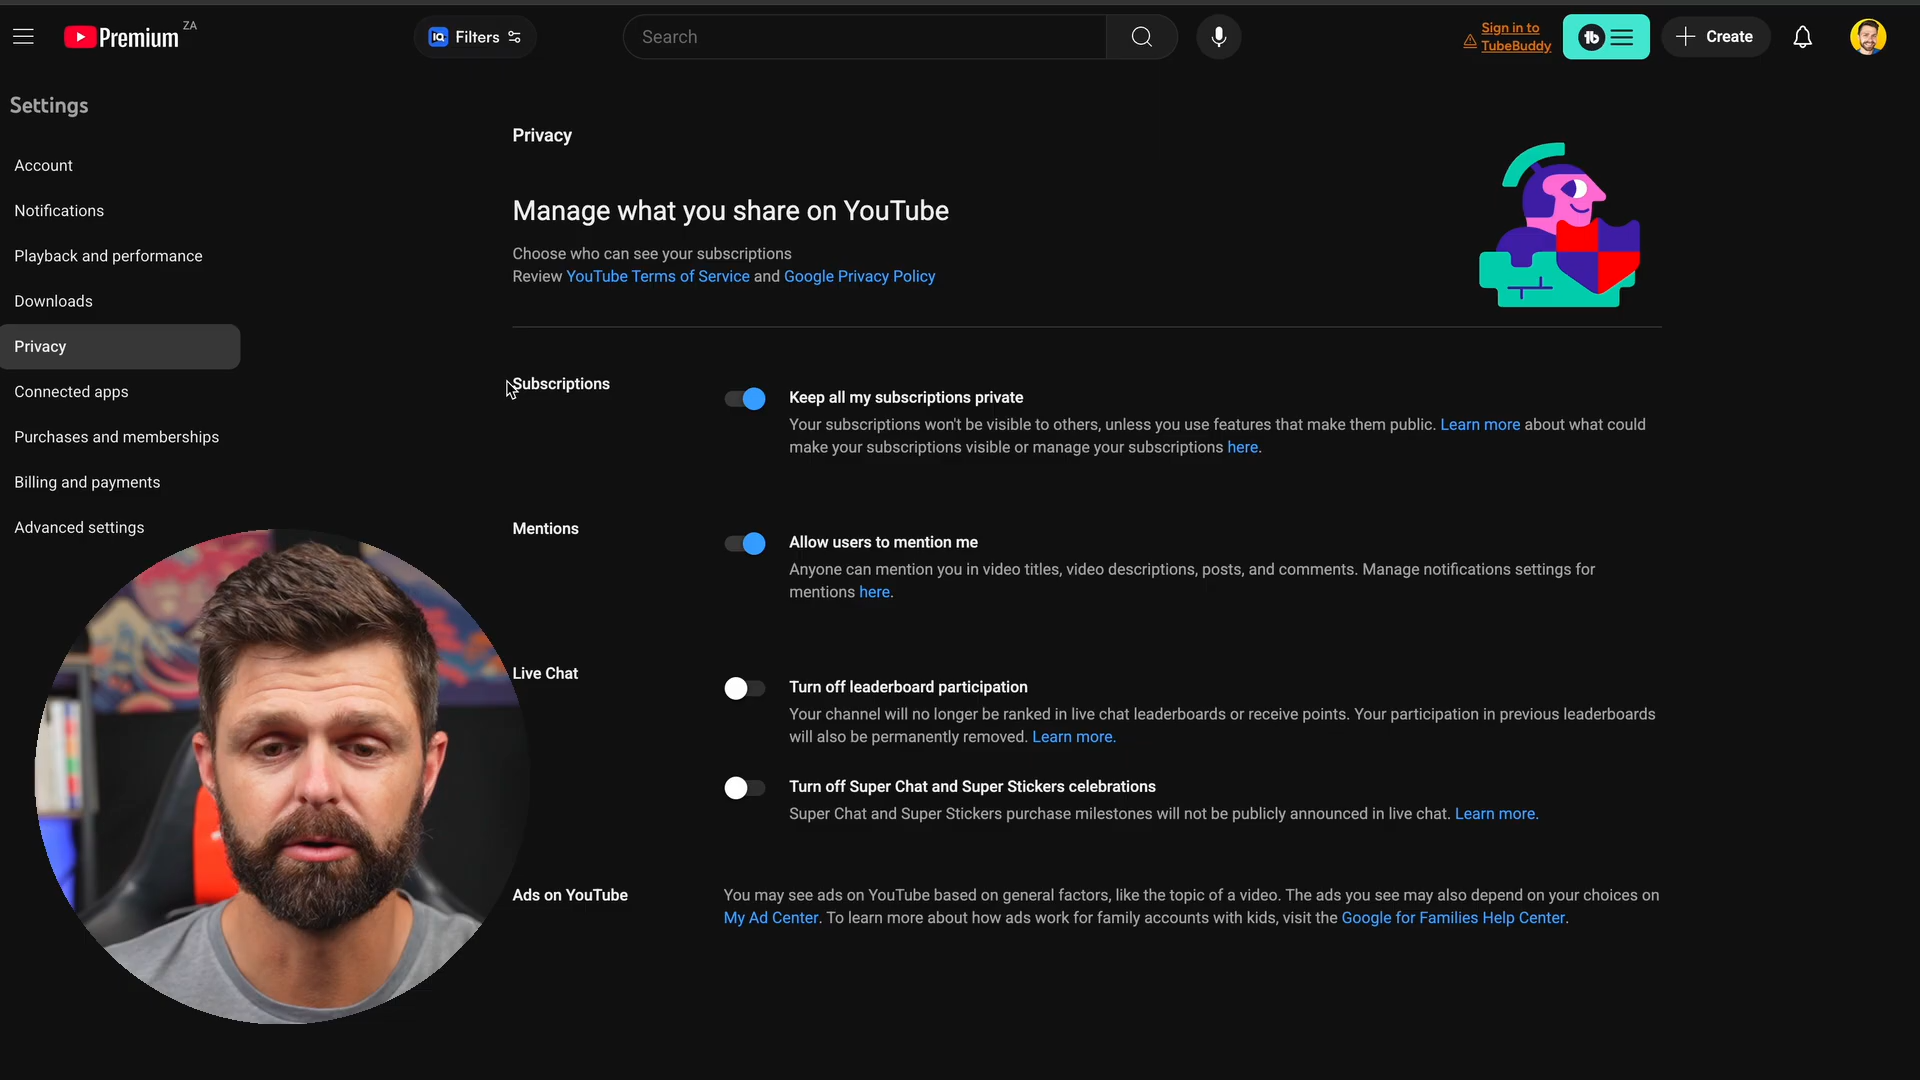 Premium ZA
IQ Filters
Search
Sign in to
TubeBuddy
tb
Create
Settings
Account
Notifications
Playback and performance
Downloads
Privacy
Connected apps
Purchases and memberships
Billing and payments
Advanced settings
Privacy
Manage what you share on YouTube
Choose who can see your subscriptions
Review YouTube Terms of Service and Google Privacy Policy
Subscriptions
Keep all my subscriptions private
Your subscriptions won't be visible to others, unless you use features that make them public. Learn more about what could
make your subscriptions visible or manage your subscriptions here.
Mentions
Allow users to mention me
Anyone can mention you in video titles, video descriptions, posts, and comments. Manage notifications settings for
mentions here.
Live Chat
Turn off leaderboard participation
Your channel will no longer be ranked in live chat leaderboards or receive points. Your participation in previous leaderboards
will also be permanently removed. Learn more.
Turn off Super Chat and Super Stickers celebrations
Super Chat and Super Stickers purchase milestones will not be publicly announced in live chat. Learn more.
Ads on YouTube
You may see ads on YouTube based on general factors, like the topic of a video. The ads you see may also depend on your choices on
My Ad Center. To learn more about how ads work for family accounts with kids, visit the Google for Families Help Center.